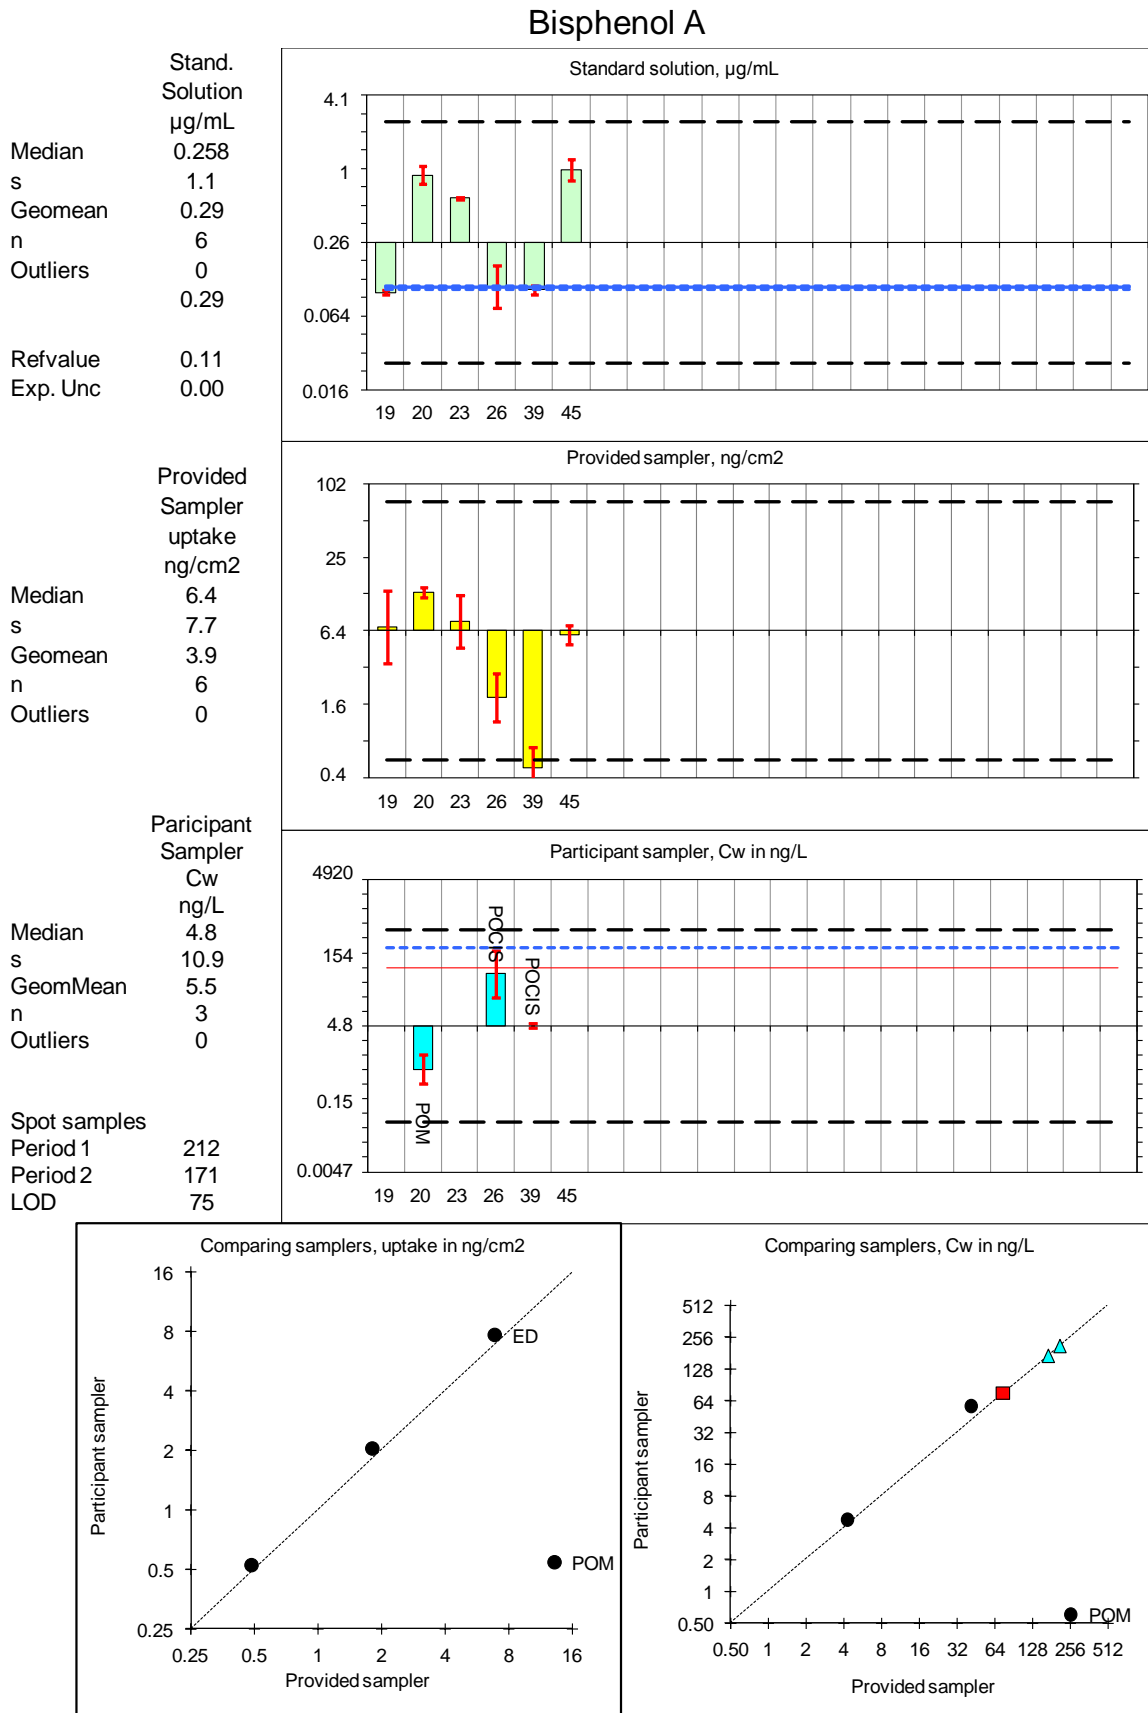 Bisphenol A
Stand.
Solution
µg/mL
Median 0.258
s 1.1
Geomean 0.29
n 6
Outliers 0
0.29
Refvalue 0.11
Exp. Unc 0.00
Standard solution, µg/mL
4.1
1
0.26
0.064
0.016
19 20 23 26 39 45
Provided
Sampler
uptake
ng/cm2
Median 6.4
s 7.7
Geomean 3.9
n 6
Outliers 0
Provided sampler, ng/cm2
102
25
6.4
1.6
0.4
19 20 23 26 39 45
Paricipant
Sampler
Cw
ng/L
Median 4.8
s 10.9
GeomMean 5.5
n 3
Outliers 0
Spot samples
Period 1 212
Period 2 171
LOD 75
Participant sampler, Cw in ng/L
4920
154
4.8
0.15
0.0047
POM
POCIS
POCIS
19 20 23 26 39 45
Comparing samplers, uptake in ng/cm2
Participant sampler
16
8
4
2
1
0.5
0.25
ED
POM
0.25 0.5 1 2 4 8 16
Provided sampler
Comparing samplers, Cw in ng/L
Participant sampler
512
256
128
64
32
16
8
4
2
1
0.50
POM
0.50 1 2 4 8 16 32 64 128 256 512
Provided sampler